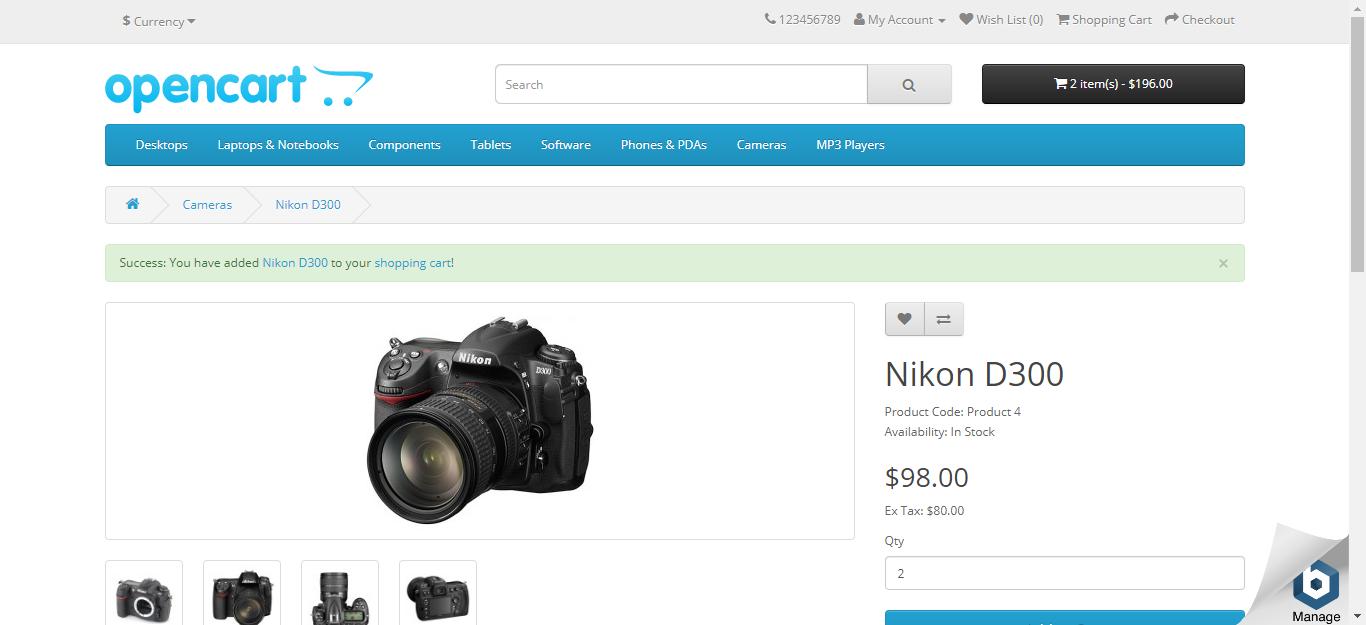 $ Currency
123456789 My Account Wish List (0) Shopping Cart Checkout
opencart
Search
2 item(s) - $196.00
Desktops Laptops & Notebooks Components Tablets Software Phones & PDAs Cameras MP3 Players
Cameras Nikon D300
Success: You have added Nikon D300 to your shopping cart!
×
Nikon
D300
Nikon D300
Product Code: Product 4
Availability: In Stock
$98.00
Ex Tax: $80.00
Qty
2
Manage